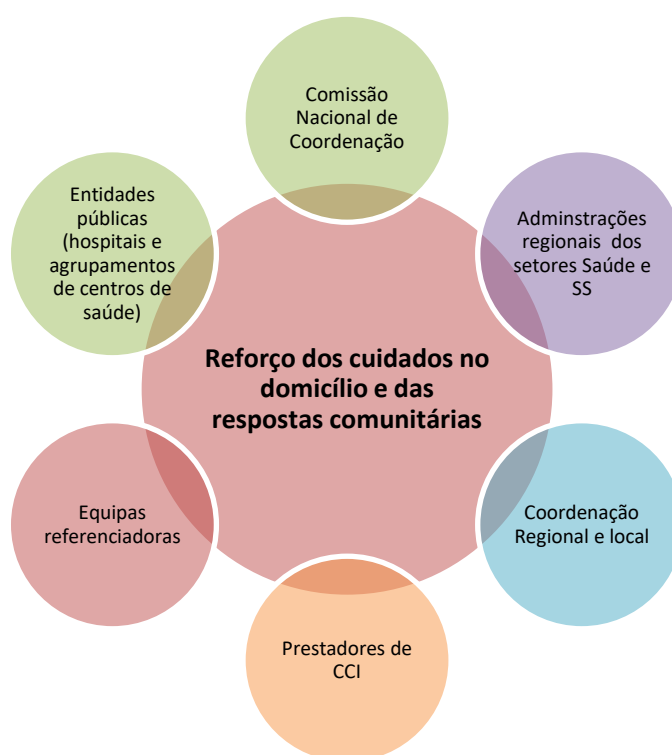 Comissão
Nacional de
Coordenação
Entidades
públicas
(hospitais e
agrupamentos
de centros de
saúde)
Adminstrações
regionais dos
setores Saúde e
SS
Reforço dos cuidados no
domicílio e das
respostas comunitárias
Equipas
referenciadoras
Coordenação
Regional e local
Prestadores de
CCI